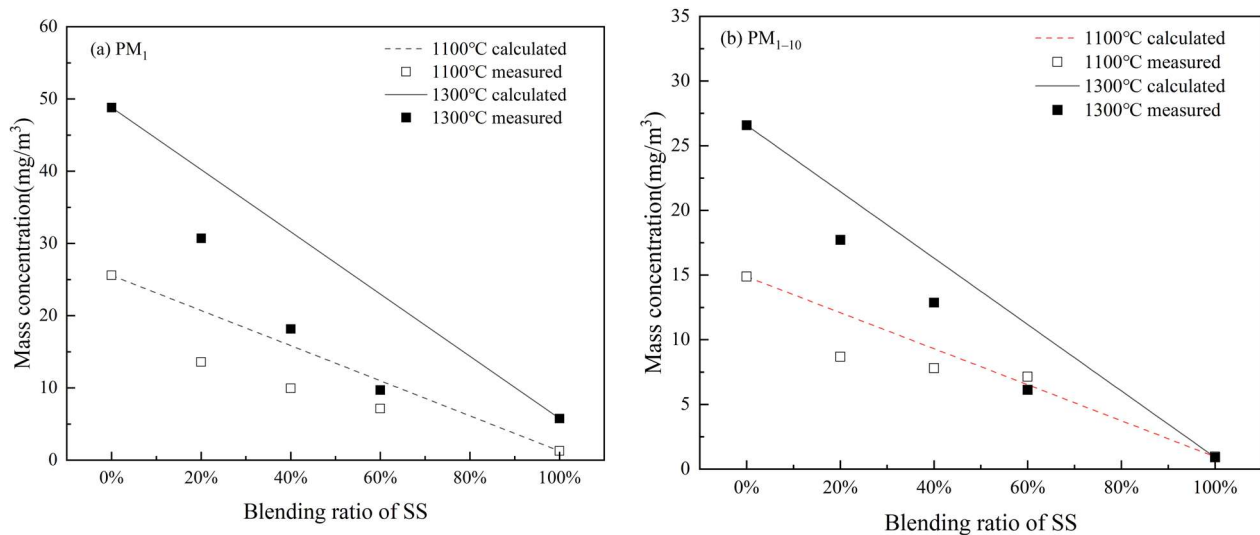 (a) PM₁
1100°C calculated
1100°C measured
1300°C calculated
1300°C measured
Mass concentration(mg/m³)
60
50
40
30
20
10
0
0% 20% 40% 60% 80% 100%
Blending ratio of SS
(b) PM₁₋₁₀
1100°C calculated
1100°C measured
1300°C calculated
1300°C measured
Mass concentration(mg/m³)
35
30
25
20
15
10
5
0
0% 20% 40% 60% 80% 100%
Blending ratio of SS